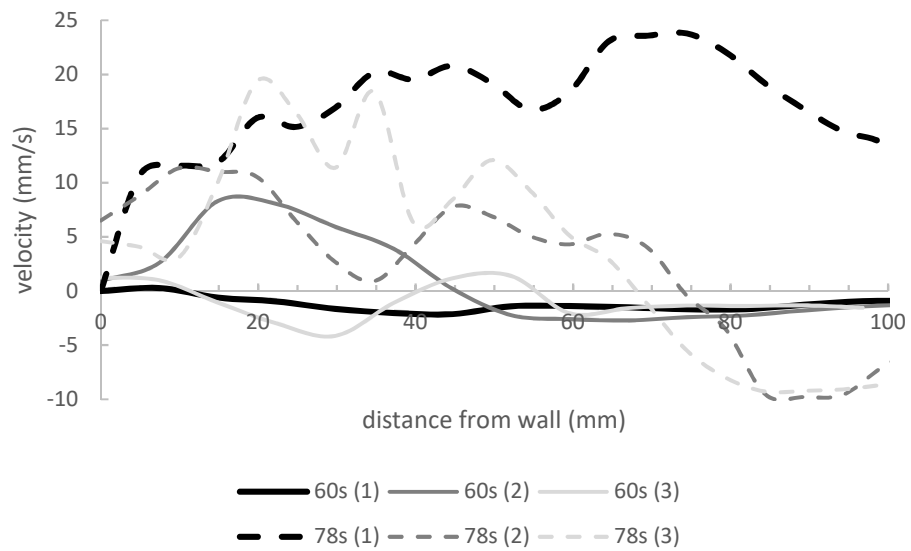 25
20
15
10
5
0
-5
-10
velocity (mm/s)
0 20 40 60 80 100
distance from wall (mm)
60s (1) 60s (2) 60s (3)
78s (1) 78s (2) 78s (3)